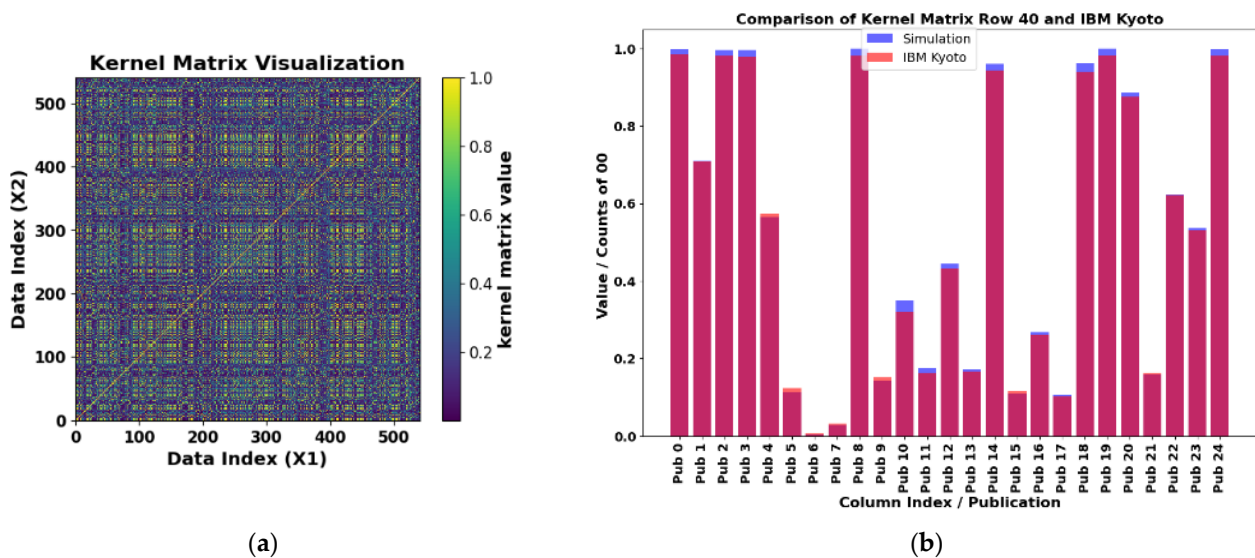 Kernel Matrix Visualization
500
400
300
200
100
0
Data Index (X2)
0 100 200 300 400 500
Data Index (X1)
1.0
0.8
0.6
0.4
0.2
kernel matrix value
(a)
Comparison of Kernel Matrix Row 40 and IBM Kyoto
Simulation
IBM Kyoto
1.0
0.8
0.6
0.4
0.2
0.0
Value / Counts of 00
Pub 0
Pub 1
Pub 2
Pub 3
Pub 4
Pub 5
Pub 6
Pub 7
Pub 8
Pub 9
Pub 10
Pub 11
Pub 12
Pub 13
Pub 14
Pub 15
Pub 16
Pub 17
Pub 18
Pub 19
Pub 20
Pub 21
Pub 22
Pub 23
Pub 24
Column Index / Publication
(b)